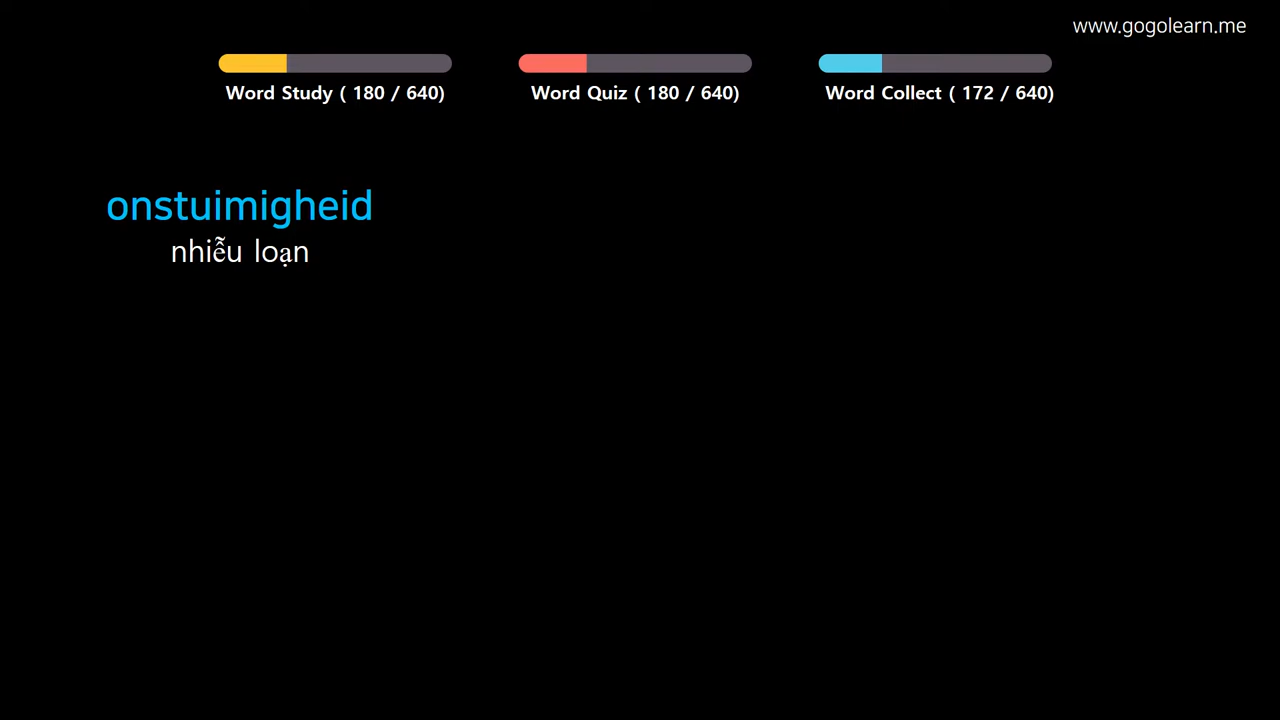 www.gogolearn.me
Word Study ( 180 / 640)
Word Quiz ( 180 / 640)
Word Collect ( 172 / 640)
onstuimigheid
nhiễu loạn